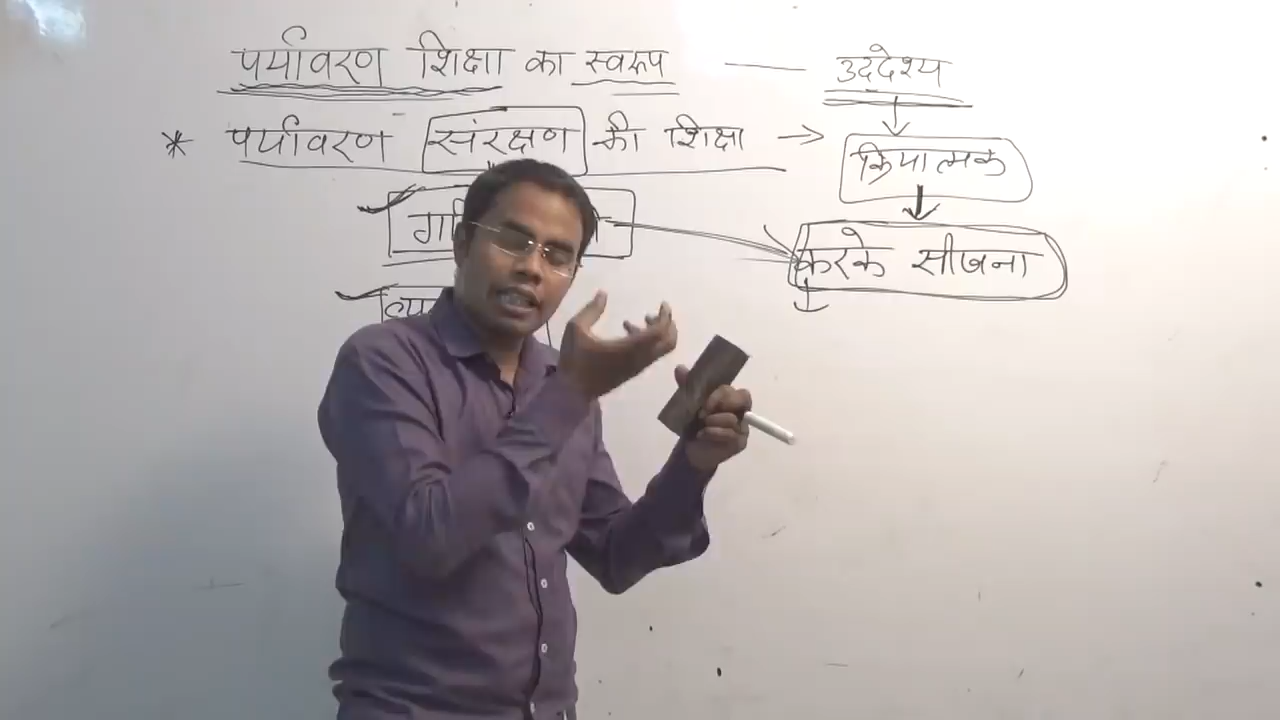 पर्यावरण शिक्षा का स्वरूप — उद्देश्य
* पर्यावरण संरक्षण की शिक्षा → क्रियात्मक
करके सीखना